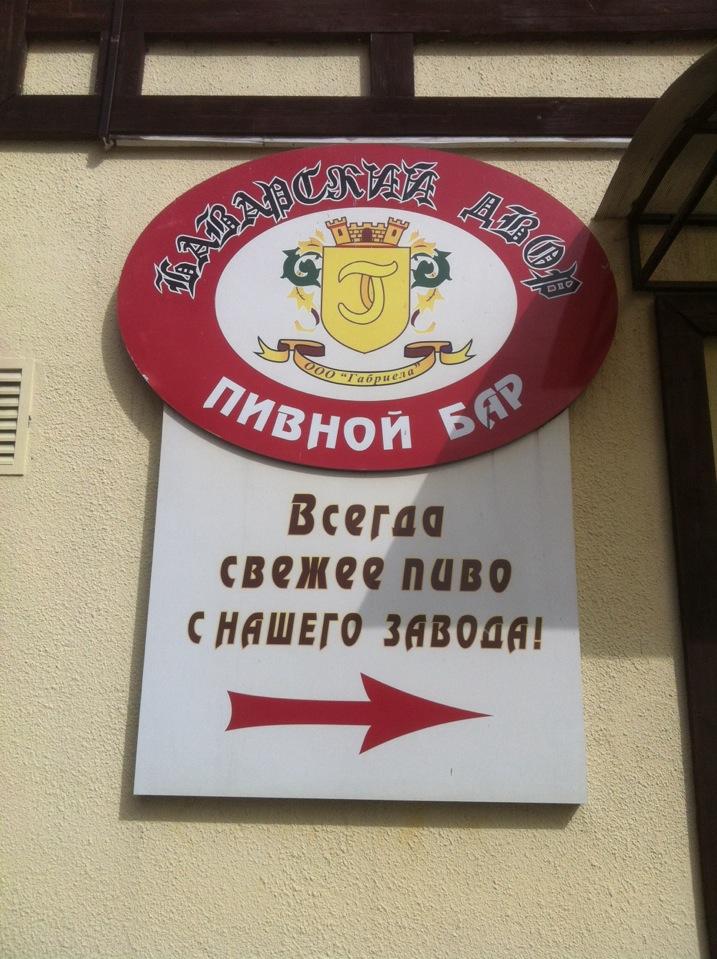 БАВАРСКИЙ ДВОР
Г
ООО "Габриела"
ПИВНОЙ БАР
Всегда
свежее пиво
с нашего завода!